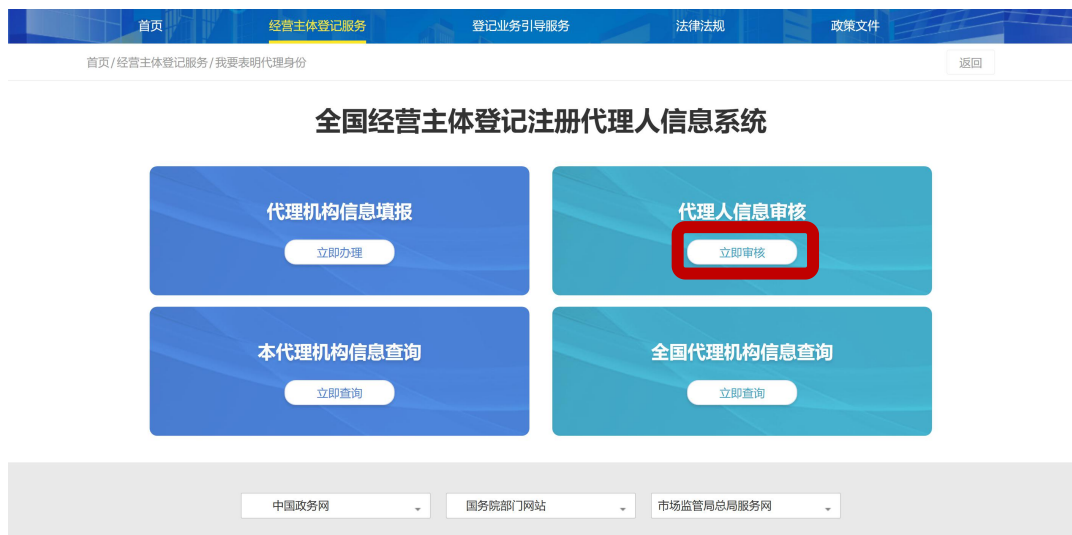 首页 经营主体登记服务 登记业务引导服务 法律法规 政策文件
首页/经营主体登记服务/我要表明代理身份 返回
全国经营主体登记注册代理人信息系统
代理机构信息填报 代理人信息审核
立即办理 立即审核
本代理机构信息查询 全国代理机构信息查询
立即查询 立即查询
中国政务网 国务院部门网站 市场监管局总局服务网